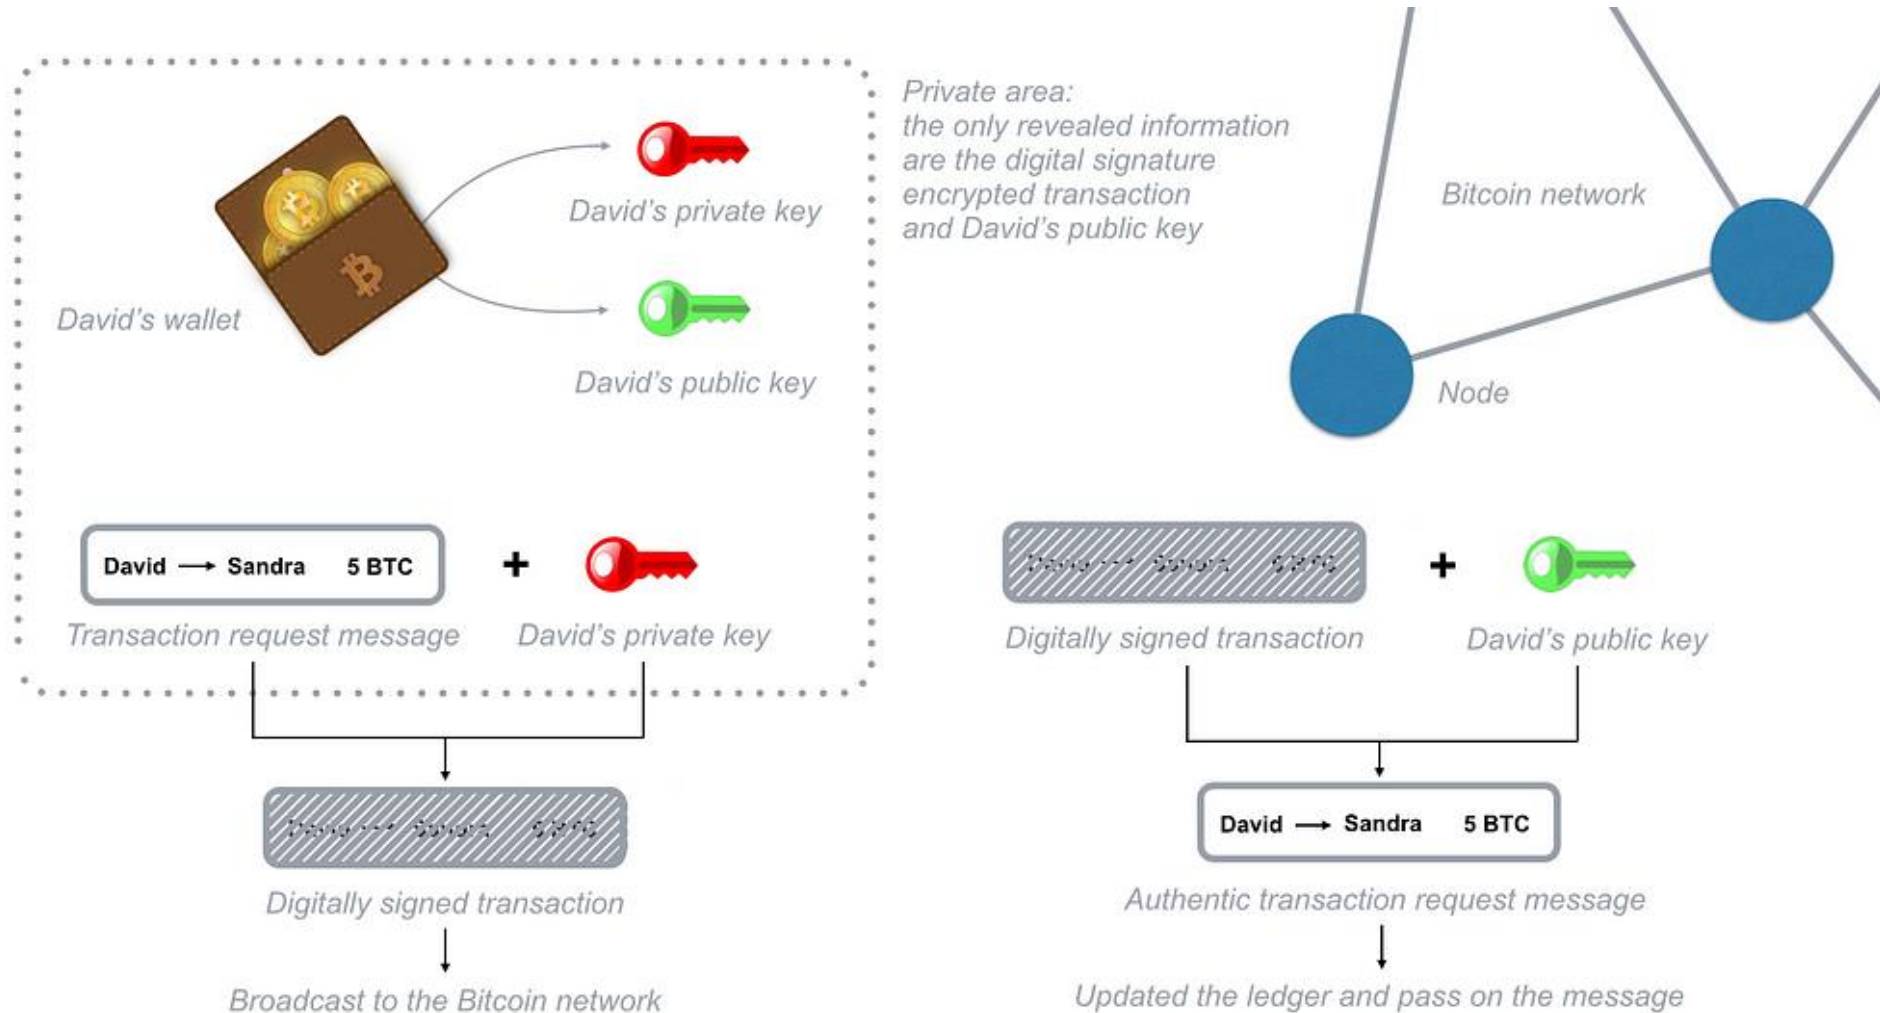 Private area:
the only revealed information
are the digital signature
encrypted transaction
and David's public key
David's private key
David's wallet
David's public key
Bitcoin network
Node
David → Sandra 5 BTC
+
Transaction request message
David's private key
Digitally signed transaction
Broadcast to the Bitcoin network
+
Digitally signed transaction
David's public key
David → Sandra 5 BTC
Authentic transaction request message
Updated the ledger and pass on the message